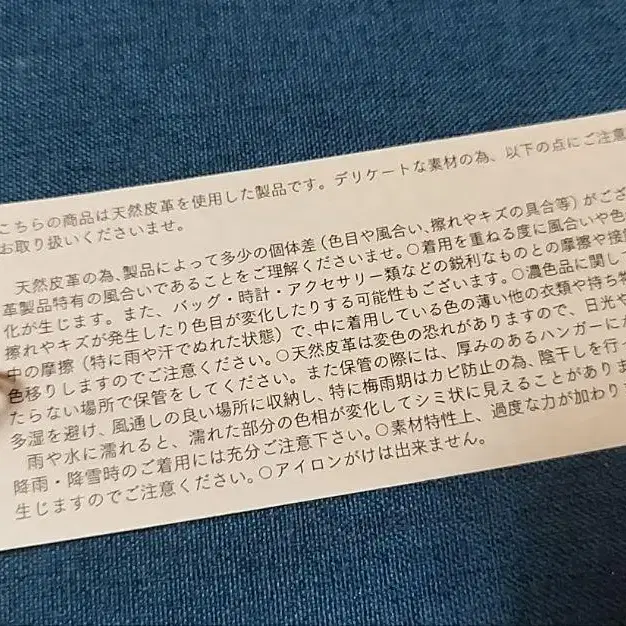 こちらの商品は天然皮革を使用した製品です。デリケートな素材の為、以下の点にご注意
お取り扱いくださいませ。
天然皮革の為、製品によって多少の個体差(色目や風合い、擦れやキズの具合等)がござ
革製品特有の風合いであることをご理解くださいませ。○着用を重ねる度に風合いや色
化が生じます。また、バッグ・時計・アクセサリー類などの鋭利なものとの摩擦や接
擦れやキズが発生したり色目が変化したりする可能性もございます。○濃色品に関して
中の摩擦(特に雨や汗でぬれた状態)で、中に着用している色の薄い他の衣類や持ち物
色移りしますのでご注意ください。○天然皮革は変色の恐れがありますので、日光や
たらない場所で保管をしてください。また保管の際には、厚みのあるハンガーにか
多湿を避け、風通しの良い場所に収納し、特に梅雨期はカビ防止の為、陰干しを行っ
雨や水に濡れると、濡れた部分の色相が変化してシミ状に見えることがありま
降雨・降雪時のご着用には充分ご注意下さい。○素材特性上、過度な力が加わり
生じますのでご注意ください。○アイロンがけは出来ません。